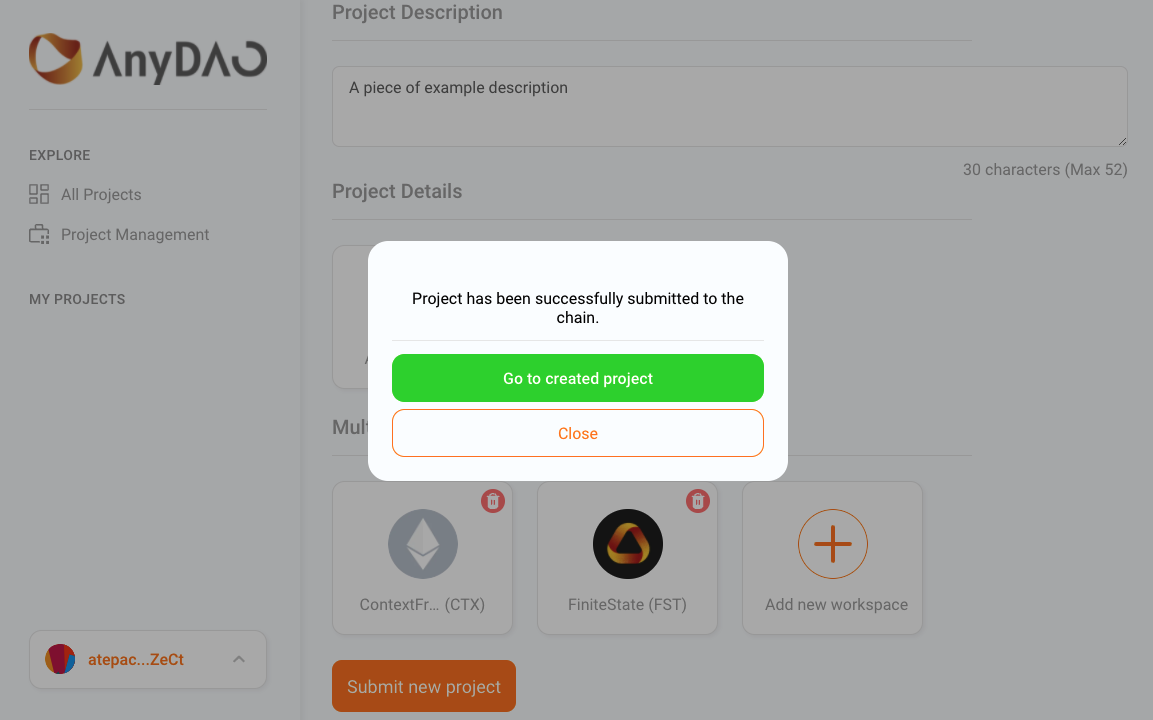 AnyDAO
EXPLORE
All Projects
Project Management
MY PROJECTS
atepac...ZeCt
Project Description
A piece of example description
30 characters (Max 52)
Project Details
Project has been successfully submitted to the
chain.
Go to created project
Close
ContextFr... (CTX)
FiniteState (FST)
Add new workspace
Submit new project